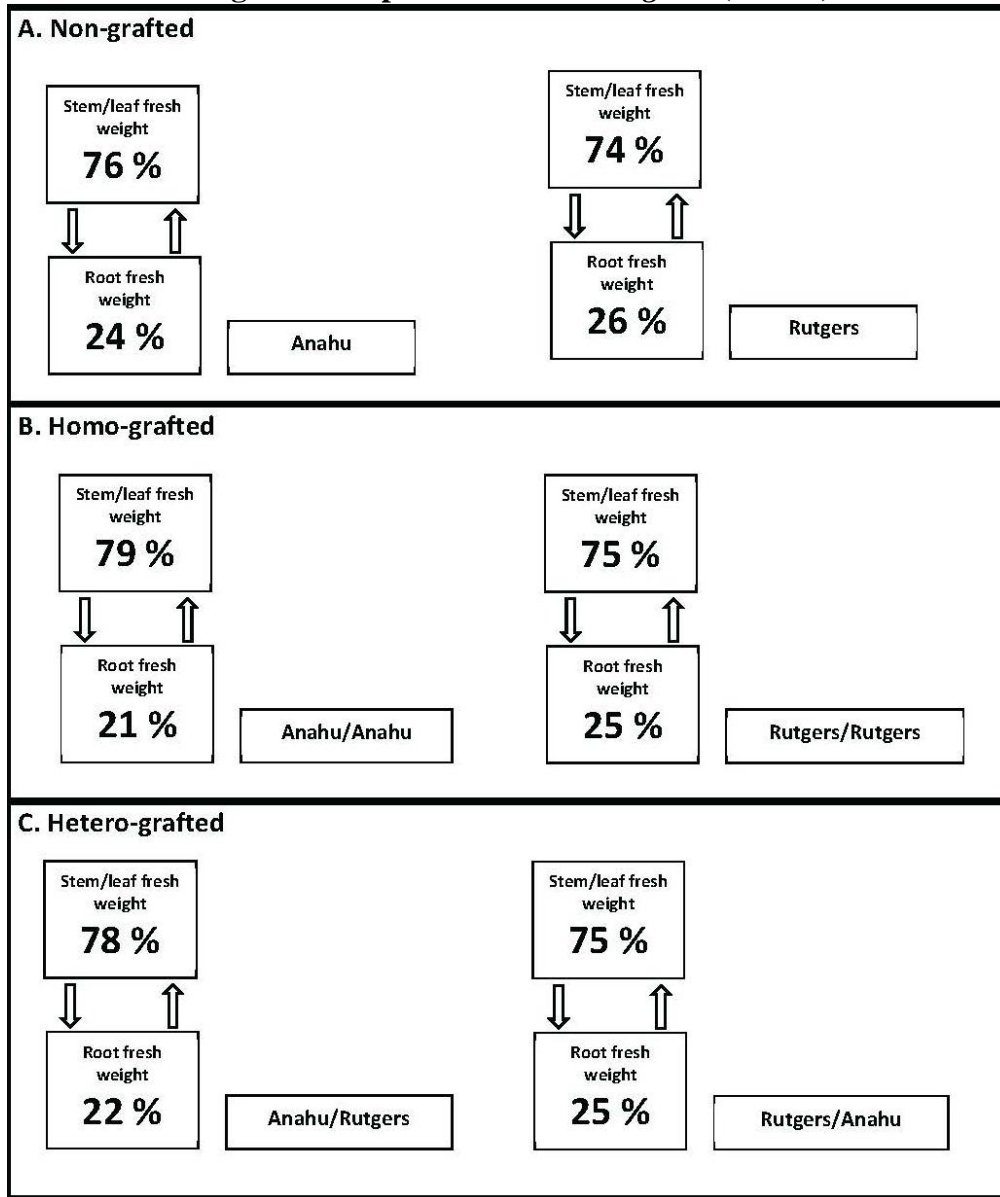 A. Non-grafted
Stem/leaf fresh
weight
76 %
Root fresh
weight
24 %
Anahu
Stem/leaf fresh
weight
74 %
Root fresh
weight
26 %
Rutgers
B. Homo-grafted
Stem/leaf fresh
weight
79 %
Root fresh
weight
21 %
Anahu/Anahu
Stem/leaf fresh
weight
75 %
Root fresh
weight
25 %
Rutgers/Rutgers
C. Hetero-grafted
Stem/leaf fresh
weight
78 %
Root fresh
weight
22 %
Anahu/Rutgers
Stem/leaf fresh
weight
75 %
Root fresh
weight
25 %
Rutgers/Anahu